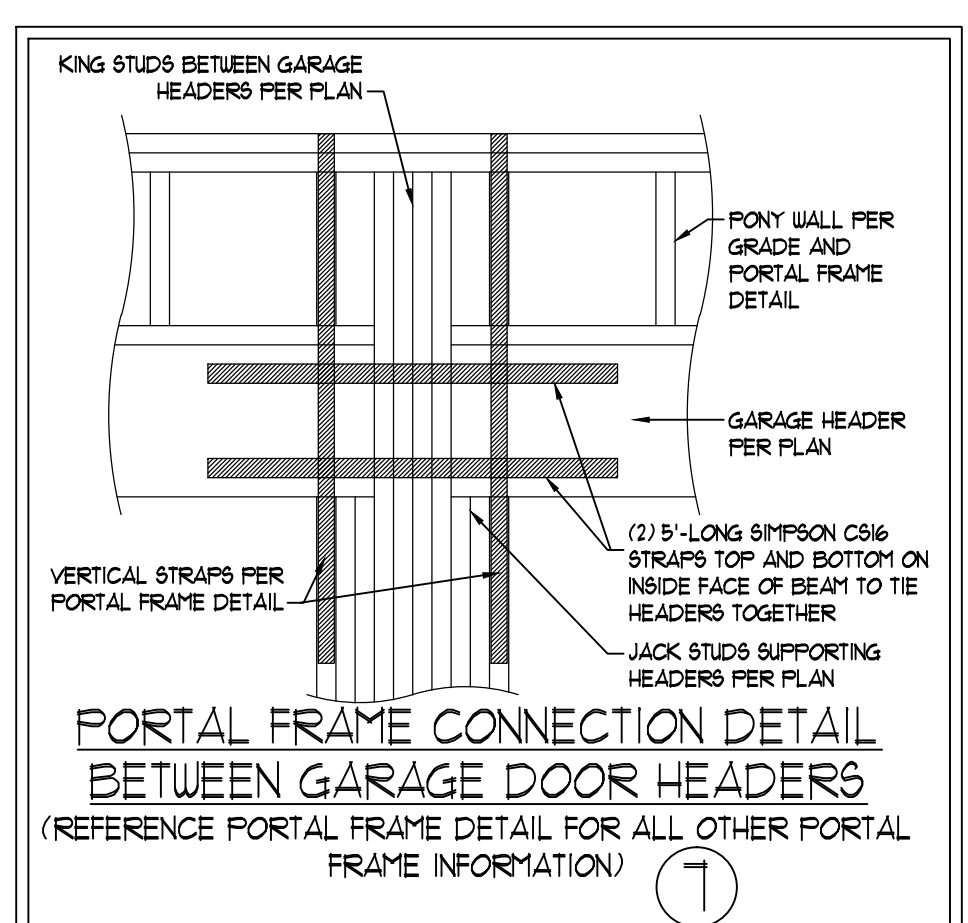 KING STUDS BETWEEN GARAGE
HEADERS PER PLAN
PONY WALL PER
GRADE AND
PORTAL FRAME
DETAIL
GARAGE HEADER
PER PLAN
(2) 5'-LONG SIMPSON CS16
STRAPS TOP AND BOTTOM ON
INSIDE FACE OF BEAM TO TIE
HEADERS TOGETHER
VERTICAL STRAPS PER
PORTAL FRAME DETAIL
JACK STUDS SUPPORTING
HEADERS PER PLAN
PORTAL FRAME CONNECTION DETAIL
BETWEEN GARAGE DOOR HEADERS
(REFERENCE PORTAL FRAME DETAIL FOR ALL OTHER PORTAL
FRAME INFORMATION)
7